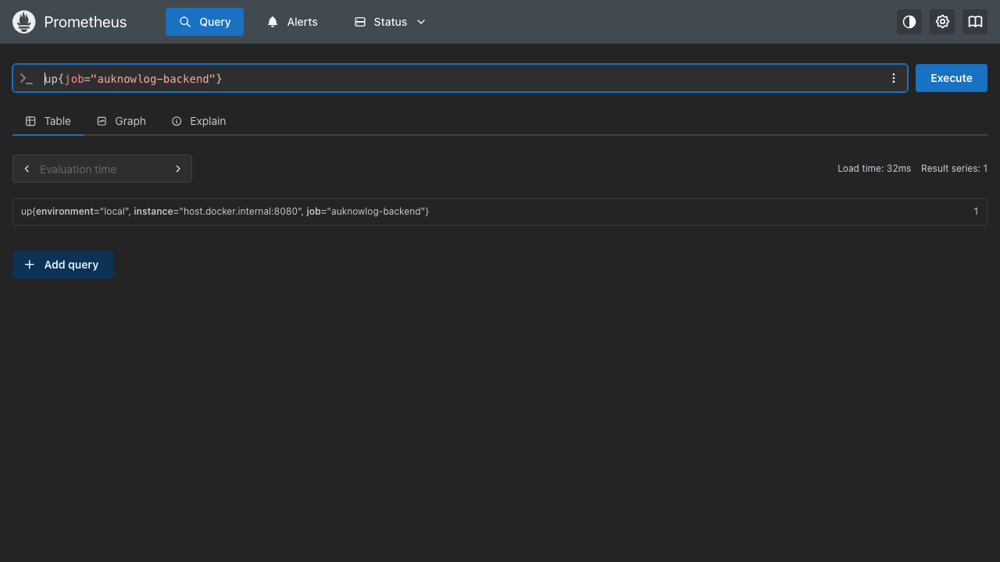 Prometheus Query Alerts Status
>_ up{job="auknowlog-backend"} Execute
Table Graph Explain
Evaluation time Load time: 32ms Result series: 1
up{environment="local", instance="host.docker.internal:8080", job="auknowlog-backend"} 1
Add query